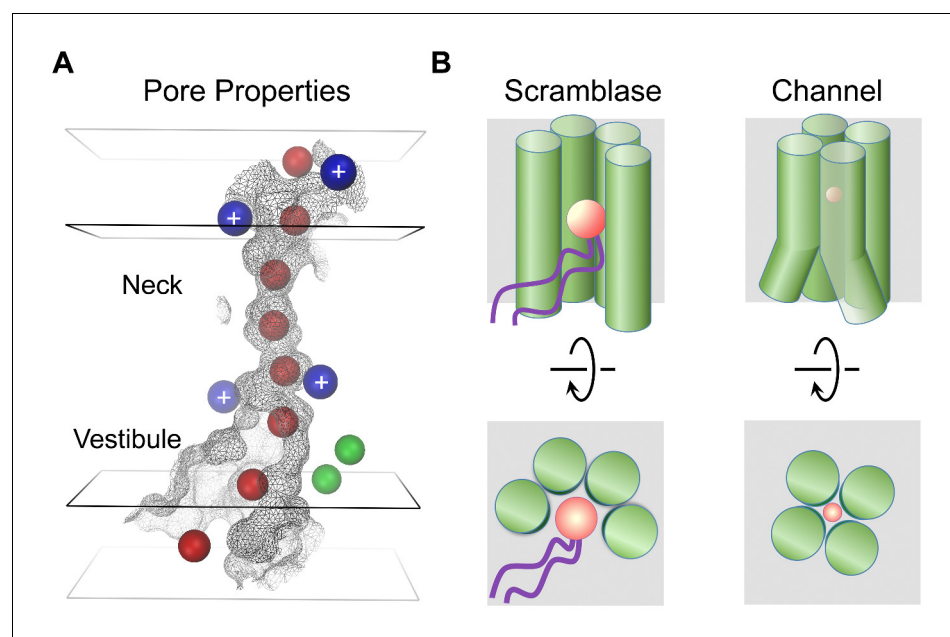 A
Pore Properties
+
+
Neck
+
+
Vestibule
B
Scramblase
Channel